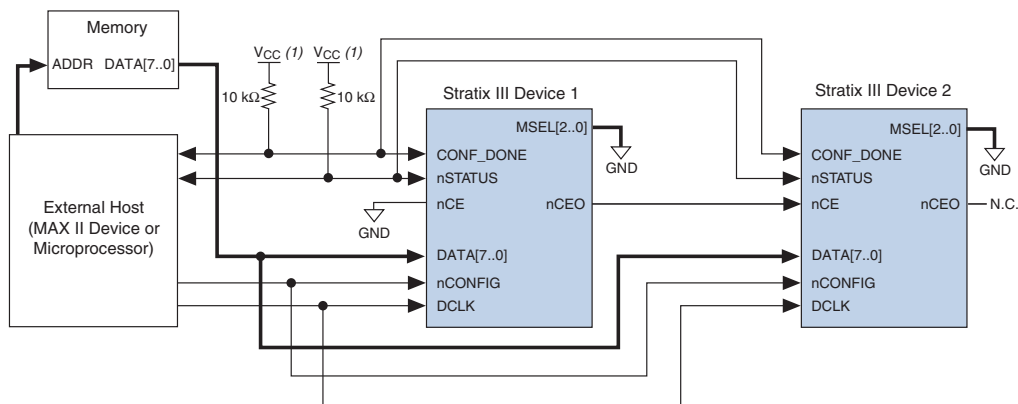 Memory
ADDR DATA[7..0]
VCC (1) VCC (1)
10 kΩ 10 kΩ
External Host
(MAX II Device or
Microprocessor)
Stratix III Device 1
MSEL[2..0]
GND
CONF_DONE
nSTATUS
nCE nCEO
GND
DATA[7..0]
nCONFIG
DCLK
Stratix III Device 2
MSEL[2..0]
GND
CONF_DONE
nSTATUS
nCE nCEO N.C.
DATA[7..0]
nCONFIG
DCLK